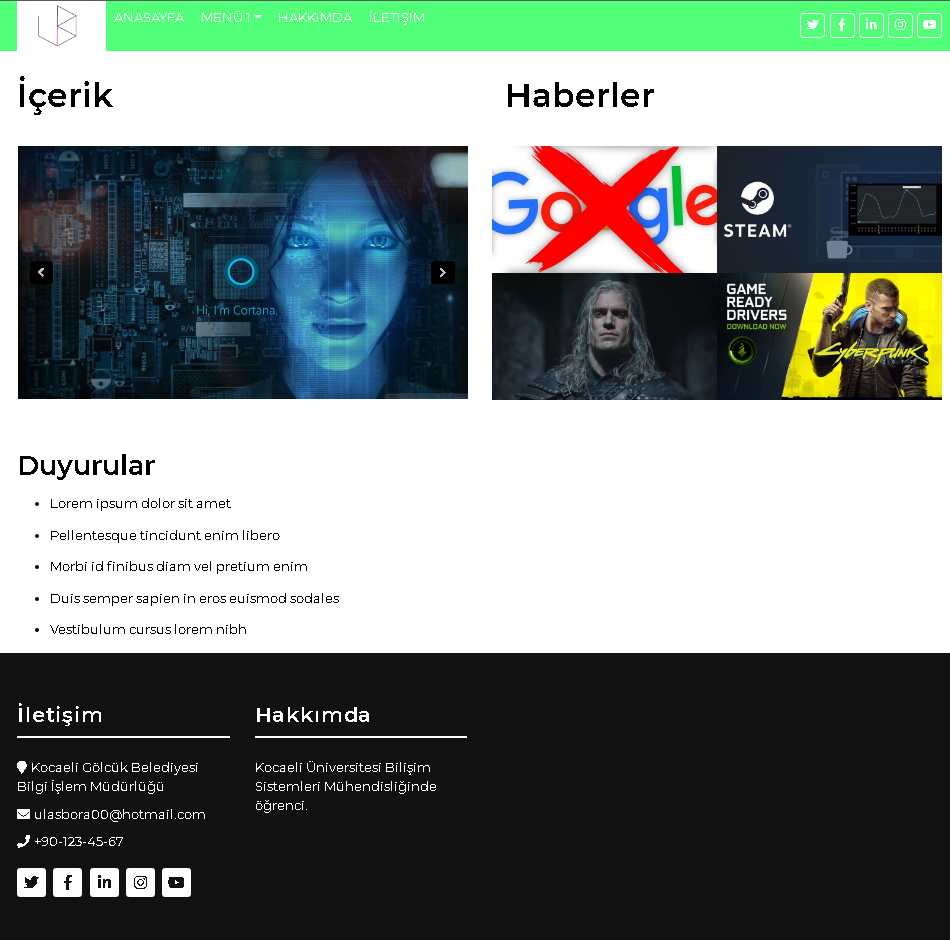 ANASAYFA MENÜ 1 HAKKIMDA İLETİŞİM
İçerik
Haberler
Hi, I'm Cortana.
Google
STEAM®
GAME
READY
DRIVERS
DOWNLOAD NOW
CYBERPUNK
Duyurular
• Lorem ipsum dolor sit amet
• Pellentesque tincidunt enim libero
• Morbi id finibus diam vel pretium enim
• Duis semper sapien in eros euismod sodales
• Vestibulum cursus lorem nibh
İletişim
Kocaeli Gölcük Belediyesi
Bilgi İşlem Müdürlüğü
ulasbora00@hotmail.com
+90-123-45-67
Hakkımda
Kocaeli Üniversitesi Bilişim
Sistemleri Mühendisliğinde
öğrenci.